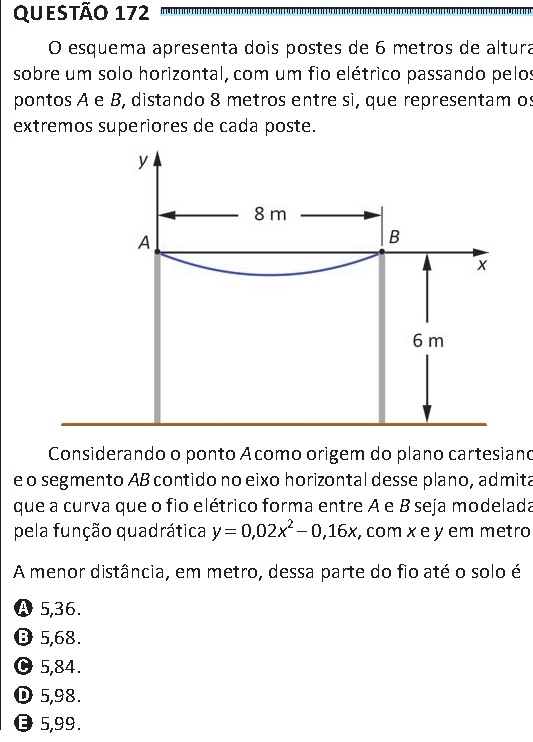 QUESTÃO 172
O esquema apresenta dois postes de 6 metros de altura
sobre um solo horizontal, com um fio elétrico passando pelos
pontos A e B, distando 8 metros entre si, que representam os
extremos superiores de cada poste.
y
8 m
A
B
x
6 m
Considerando o ponto A como origem do plano cartesiano
e o segmento AB contido no eixo horizontal desse plano, admita
que a curva que o fio elétrico forma entre A e B seja modelada
pela função quadrática y = 0,02x² – 0,16x, com x e y em metro
A menor distância, em metro, dessa parte do fio até o solo é
A 5,36.
B 5,68.
C 5,84.
D 5,98.
E 5,99.